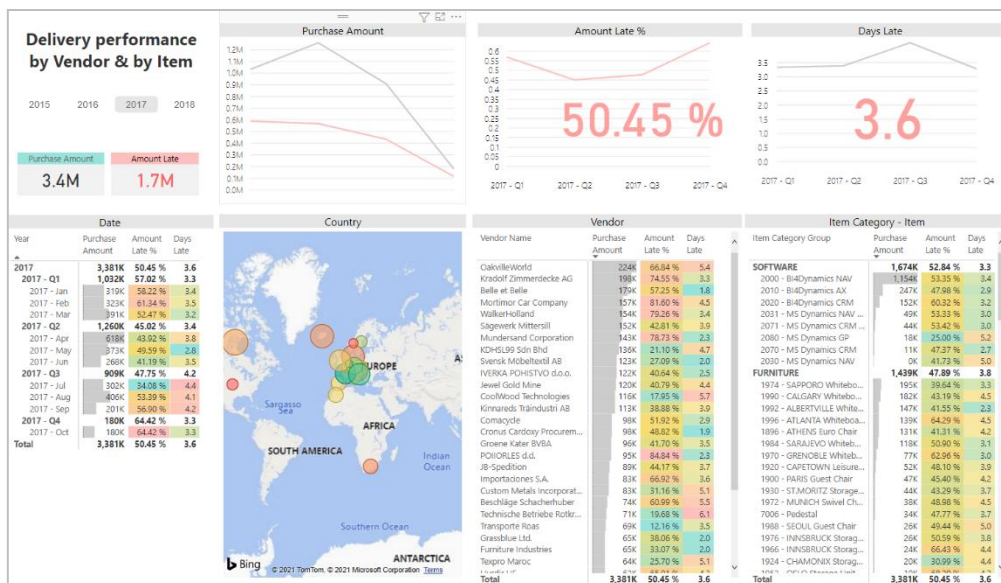 Delivery performance
by Vendor & by Item
2015 2016 2017 2018
Purchase Amount
3.4M
Amount Late
1.7M
Purchase Amount
1.2M
1.1M
1.0M
0.9M
0.8M
0.7M
0.6M
0.5M
0.4M
0.3M
0.2M
0.1M
0.0M
Amount Late %
0.6
0.55
0.5
0.45
0.4
0.35
0.3
0.25
0.2
0.15
0.1
0.05
0
50.45 %
2017 - Q1 2017 - Q2 2017 - Q3 2017 - Q4
Days Late
3.5
3.0
2.5
2.0
1.5
1.0
0.5
0.0
3.6
2017 - Q1 2017 - Q2 2017 - Q3 2017 - Q4
Date
Year Purchase Amount Amount Late % Days Late
2017 3,381K 50.45 % 3.6
2017 - Q1 1,032K 57.02 % 3.3
2017 - Jan 319K 58.22 % 3.4
2017 - Feb 323K 61.34 % 3.5
2017 - Mar 391K 52.47 % 3.2
2017 - Q2 1,260K 45.02 % 3.4
2017 - Apr 618K 43.92 % 3.8
2017 - May 373K 49.59 % 2.8
2017 - Jun 268K 41.19 % 3.5
2017 - Q3 909K 47.75 % 4.2
2017 - Jul 302K 34.08 % 4.4
2017 - Aug 406K 53.39 % 4.1
2017 - Sep 201K 56.90 % 4.2
2017 - Q4 180K 64.42 % 3.3
2017 - Oct 180K 64.42 % 3.3
Total 3,381K 50.45 % 3.6
Country
EUROPE
Sargasso
Sea
AFRICA
SOUTH AMERICA
Indian
Ocean
Southern Ocean
ANTARCTICA
Bing
© 2021 TomTom, © 2021 Microsoft Corporation Terms
Vendor
Vendor Name Purchase Amount Amount Late % Days Late
OakvilleWorld 224K 66.84 % 5.4
Kradolf Zimmerdecke AG 198K 74.55 % 3.3
Belle et Belle 179K 57.25 % 1.8
Mortimor Car Company 157K 81.60 % 4.5
WalkerHolland 154K 79.26 % 3.4
Sägewerk Mittersill 152K 42.81 % 3.9
Mundersand Corporation 143K 78.73 % 2.3
KDHSL99 Sdn Bhd 136K 21.10 % 4.7
Svensk Möbeltextil AB 123K 27.09 % 2.0
IVERKA POHISTVO d.o.o. 122K 40.64 % 2.5
Jewel Gold Mine 120K 40.79 % 4.4
CoolWood Technologies 116K 17.95 % 5.7
Kinnareds Träindustri AB 113K 38.88 % 3.9
Comacycle 98K 51.92 % 2.9
Cronus Cardoxy Procurem... 98K 48.82 % 1.9
Groene Kater BVBA 96K 41.70 % 3.5
POHORLES d.d. 95K 84.84 % 2.3
JB-Spedition 89K 44.17 % 3.7
Importaciones S.A. 83K 66.92 % 3.6
Custom Metals Incorporat... 83K 31.16 % 5.1
Beschläge Schacherhuber 74K 60.99 % 5.5
Technische Betriebe Rotkr... 71K 19.68 % 6.1
Transporte Roas 69K 12.16 % 3.5
Grassblue Ltd. 65K 38.06 % 2.0
Furniture Industries 65K 33.07 % 2.0
Texpro Maroc 64K 25.70 % 5.1
Total 3,381K 50.45 % 3.6
Item Category - Item
Item Category Group Purchase Amount Amount Late % Days Late
SOFTWARE 1,674K 52.84 % 3.3
2000 - BI4Dynamics NAV 1,154K 53.35 % 3.4
2010 - BI4Dynamics AX 247K 47.98 % 2.9
2020 - BI4Dynamics CRM 152K 60.32 % 3.2
2031 - MS Dynamics NAV ... 49K 53.33 % 3.0
2071 - MS Dynamics CRM ... 44K 53.42 % 3.0
2080 - MS Dynamics GP 18K 25.00 % 5.2
2070 - MS Dynamics CRM 11K 47.37 % 2.7
2030 - MS Dynamics NAV 0K 41.73 % 5.0
FURNITURE 1,439K 47.89 % 3.8
1974 - SAPPORO Whitebo... 195K 39.64 % 3.3
1990 - CALGARY Whitebo... 182K 43.19 % 4.5
1992 - ALBERTVILLE White... 147K 41.55 % 2.3
1996 - ATLANTA Whiteboa... 139K 64.29 % 4.5
1896 - ATHENS Euro Chair 131K 41.31 % 4.2
1984 - SARAJEVO Whiteb... 118K 50.90 % 3.1
1970 - GRENOBLE Whiteb... 77K 62.96 % 3.0
1920 - CAPETOWN Leisure... 52K 48.10 % 3.9
1900 - PARIS Guest Chair 47K 45.40 % 4.2
1930 - ST.MORITZ Storage... 44K 43.29 % 3.7
1972 - MUNICH Swivel Ch... 38K 48.98 % 4.5
7006 - Pedestal 34K 47.77 % 3.7
1988 - SEOUL Guest Chair 26K 49.44 % 5.0
1976 - INNSBRUCK Storag... 26K 50.59 % 3.8
1966 - INNSBRUCK Storag... 24K 66.43 % 4.4
1924 - CHAMONIX Storag... 20K 30.99 % 4.4
Total 3,381K 50.45 % 3.6